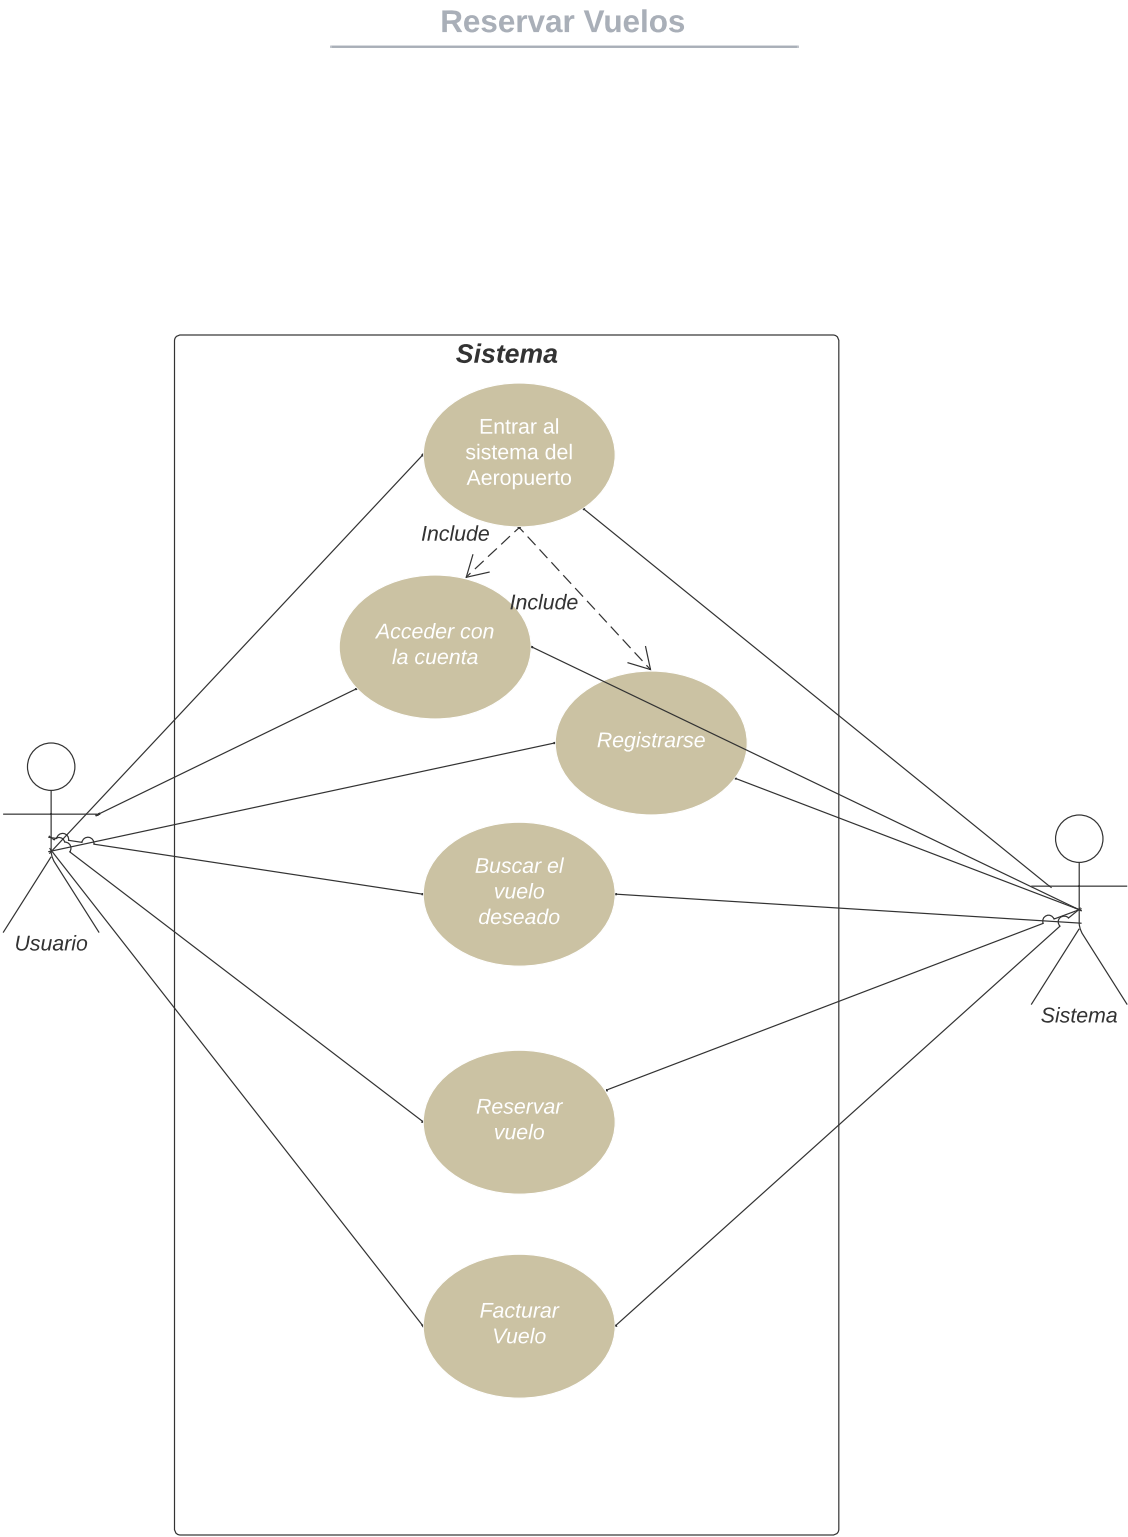 Reservar Vuelos
Sistema
Entrar al
sistema del
Aeropuerto
Include
Include
Acceder con
la cuenta
Registrarse
Buscar el
vuelo
deseado
Usuario
Sistema
Reservar
vuelo
Facturar
Vuelo